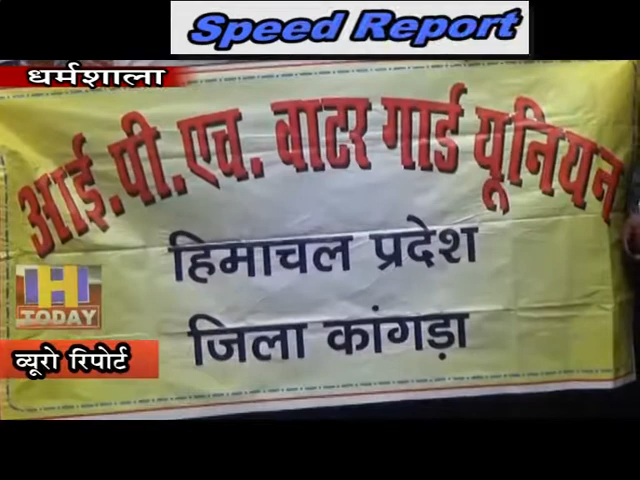 Speed Report
धर्मशाला
आई.पी.एच. वाटर गार्ड यूनियन
हिमाचल प्रदेश
H
TODAY
जिला कांगड़ा
व्यूरो रिपोर्ट